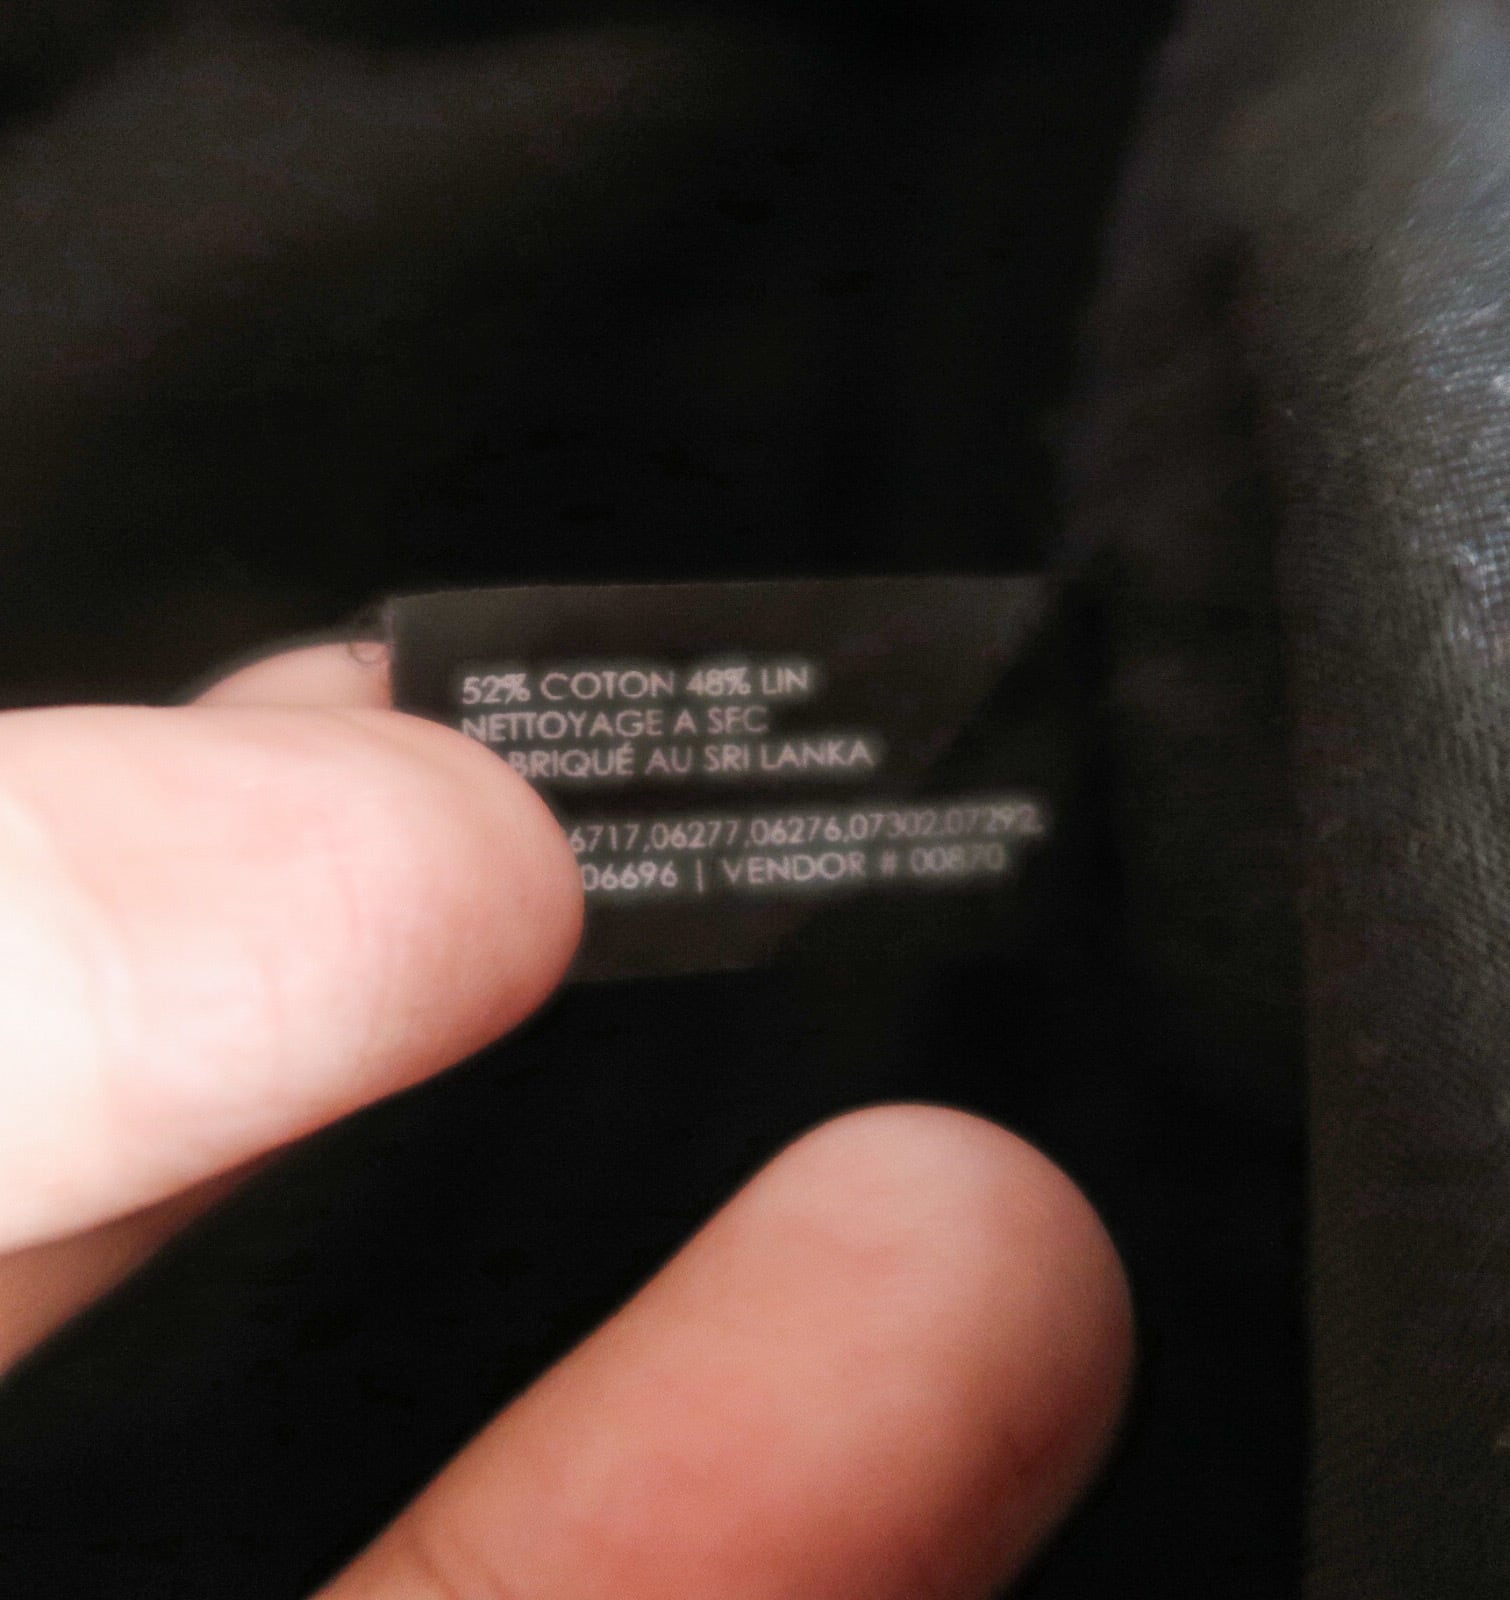 52% COTON 48% LIN
NETTOYAGE A SEC
BRIQUÉ AU SRI LANKA
6717,06277,06276,07302,07292,
06696 | VENDOR # 00870